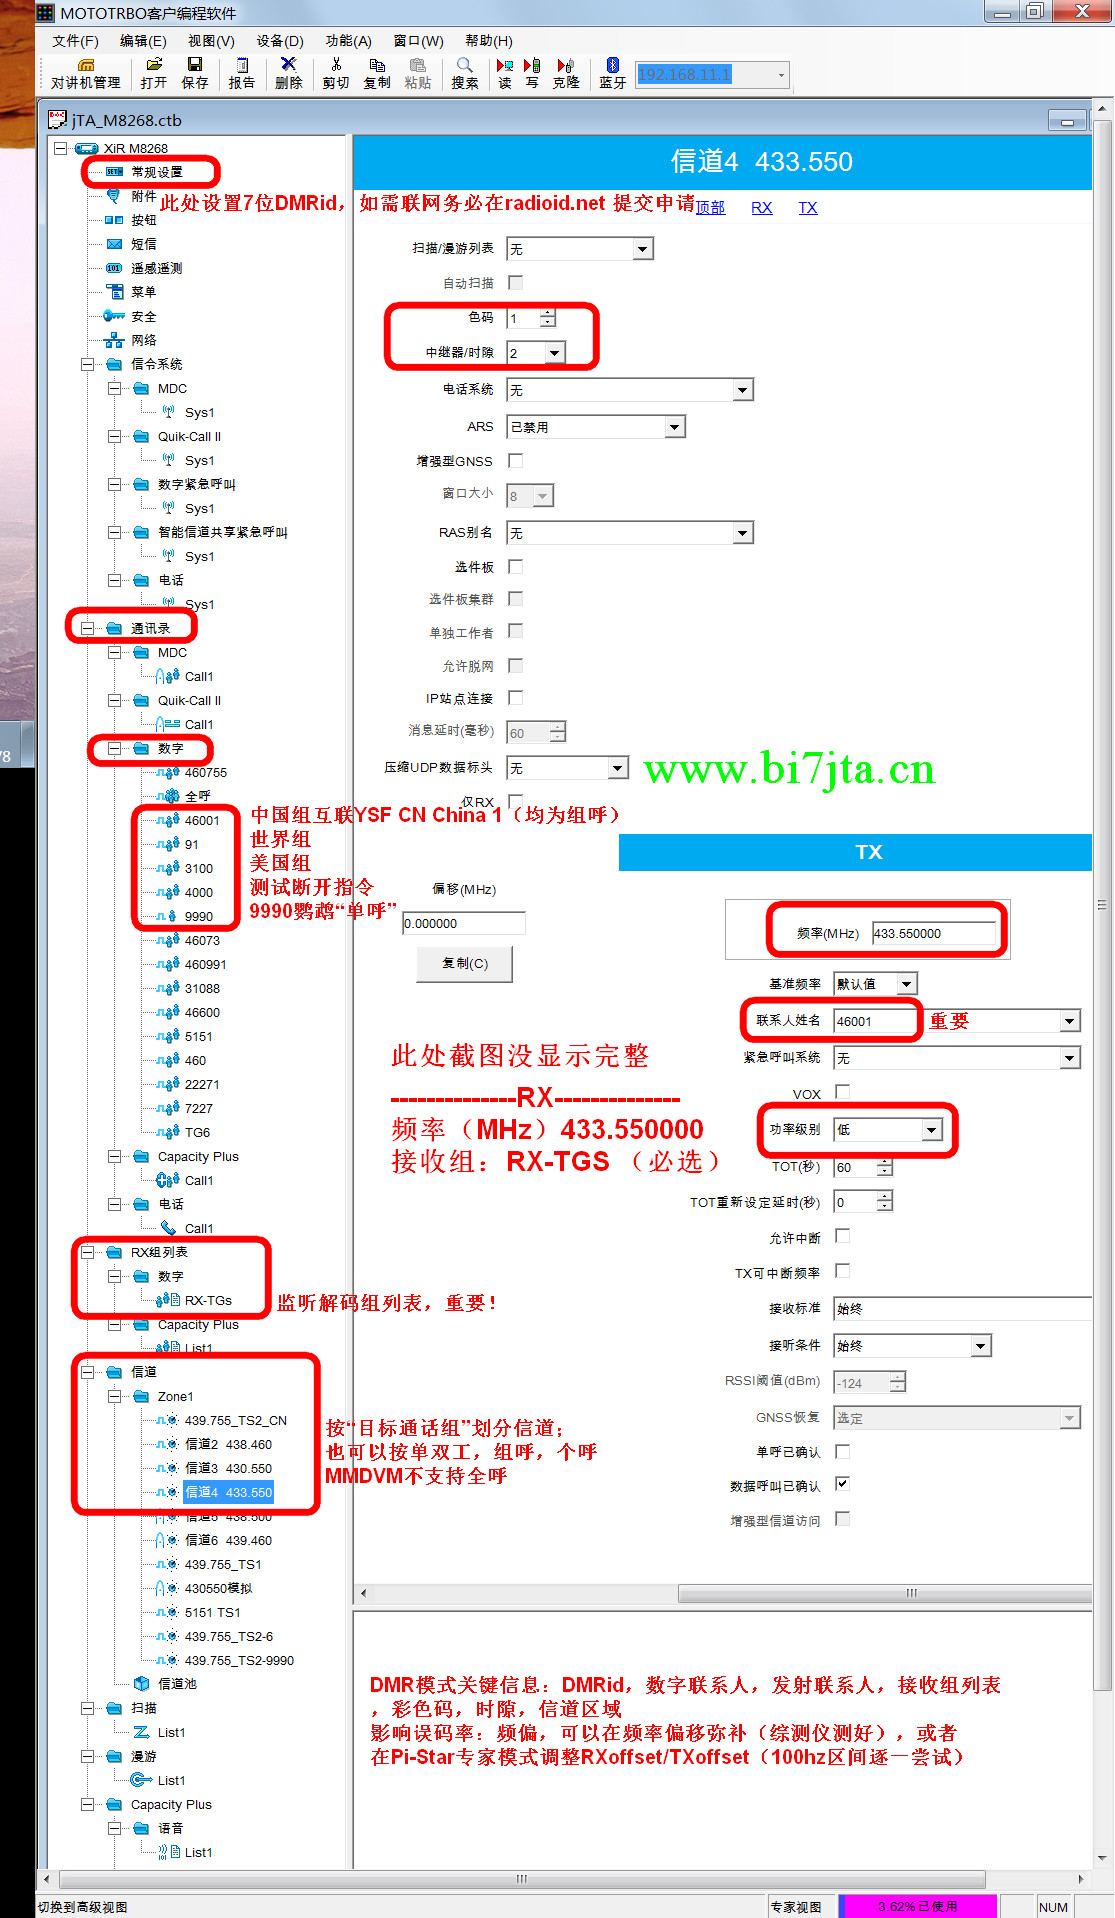 MOTOTRBO客户编程软件
文件(F) 编辑(E) 视图(V) 设备(D) 功能(A) 窗口(W) 帮助(H)
对讲机管理 打开 保存 报告 删除 剪切 复制 粘贴 搜索 读 写 克隆 蓝牙 192.168.11.1
jTA_M8268.ctb
XiR M8268
常规设置
附件
按钮
短信
遥感遥测
菜单
安全
网络
信令系统
MDC
Sys1
Quik-Call II
Sys1
数字紧急呼叫
Sys1
智能信道共享紧急呼叫
Sys1
电话
Sys1
通讯录
MDC
Call1
Quik-Call II
Call1
数字
460755
全呼
46001
91
3100
4000
9990
46073
460991
31088
46600
5151
460
22271
7227
TG6
Capacity Plus
Call1
电话
Call1
RX组列表
数字
RX-TGs
Capacity Plus
List1
信道
Zone1
439.755_TS2_CN
信道2 438.460
信道3 430.550
信道4 433.550
信道5 438.500
信道6 439.460
439.755_TS1
430550模拟
5151 TS1
439.755_TS2-6
439.755_TS2-9990
信道池
扫描
List1
漫游
List1
Capacity Plus
语音
List1
信道4 433.550
此处设置7位DMRid，如需联网务必在radioid.net 提交申请
顶部 RX TX
扫描/漫游列表 无
自动扫描
色码 1
中继器/时隙 2
电话系统 无
ARS 已禁用
增强型GNSS
窗口大小 8
RAS别名 无
选件板
选件板集群
单独工作者
允许脱网
IP站点连接
消息延时(毫秒) 60
压缩UDP数据标头 无
www.bi7jta.cn
仅RX
中国组互联YSF CN China 1（均为组呼）
世界组
美国组
测试断开指令
9990鹦鹉“单呼”
TX
偏移(MHz)
0.000000
复制(C)
频率(MHz) 433.550000
基准频率 默认值
联系人姓名 46001 重要
紧急呼叫系统 无
VOX
功率级别 低
TOT(秒) 60
TOT重新设定延时(秒) 0
允许中断
TX可中断频率
接收标准 始终
接听条件 始终
RSSI阈值(dBm) -124
GNSS恢复 选定
单呼已确认
数据呼叫已确认
增强型信道访问
此处截图没显示完整
--------------RX--------------
频率（MHz）433.550000
接收组：RX-TGS （必选）
监听解码组列表，重要！
按“目标通话组”划分信道；
也可以按单双工，组呼，个呼
MMDVM不支持全呼
DMR模式关键信息：DMRid，数字联系人，发射联系人，接收组列表
，彩色码，时隙，信道区域
影响误码率：频偏，可以在频率偏移弥补（综测仪测好），或者
在Pi-Star专家模式调整RXoffset/TXoffset（100hz区间逐一尝试）
切换到高级视图 专家视图 3.62%已使用 NUM